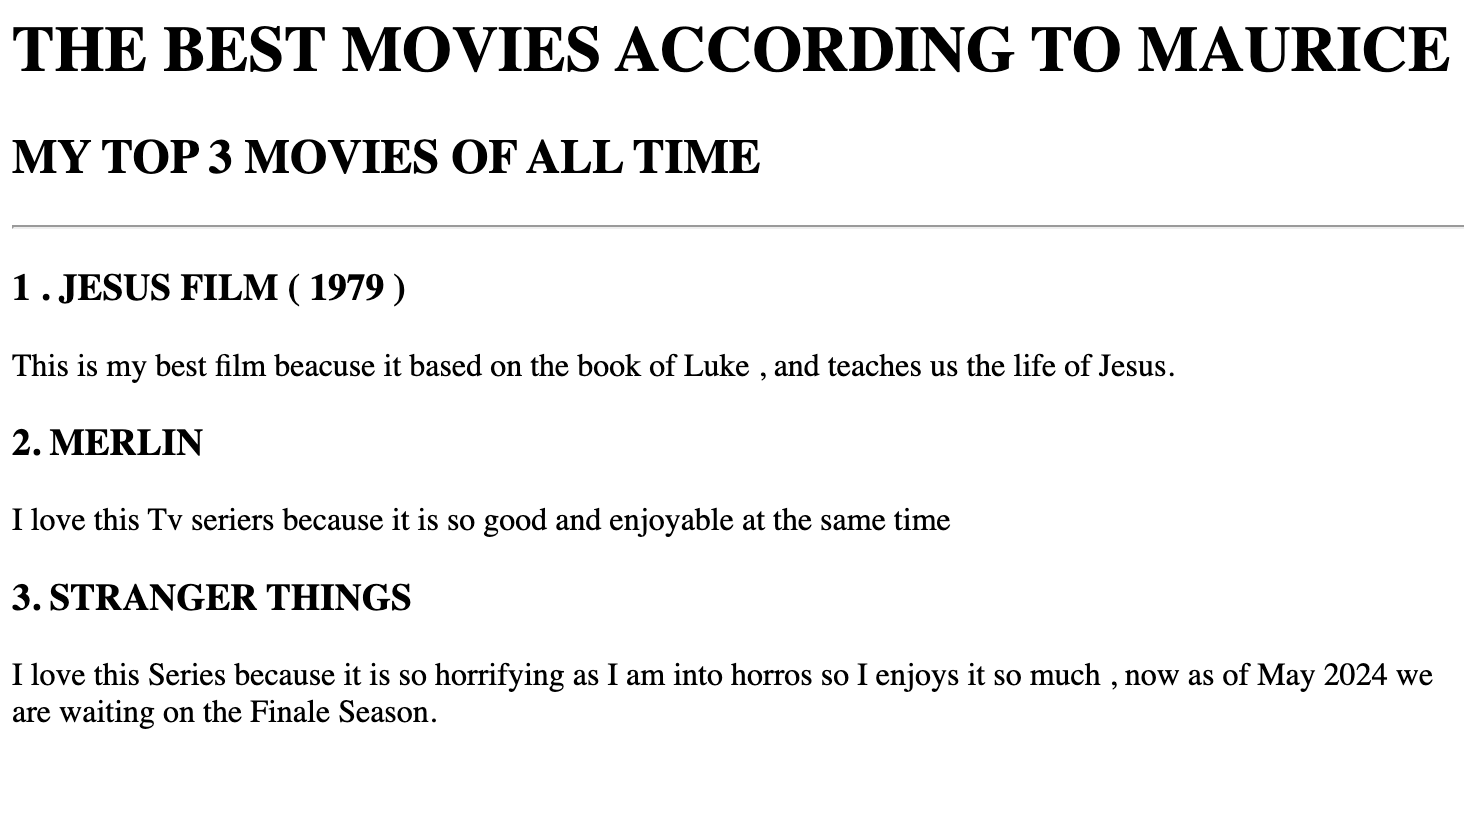 THE BEST MOVIES ACCORDING TO MAURICE
MY TOP 3 MOVIES OF ALL TIME
1 . JESUS FILM ( 1979 )
This is my best film beacuse it based on the book of Luke , and teaches us the life of Jesus.
2. MERLIN
I love this Tv seriers because it is so good and enjoyable at the same time
3. STRANGER THINGS
I love this Series because it is so horrifying as I am into horros so I enjoys it so much , now as of May 2024 we
are waiting on the Finale Season.